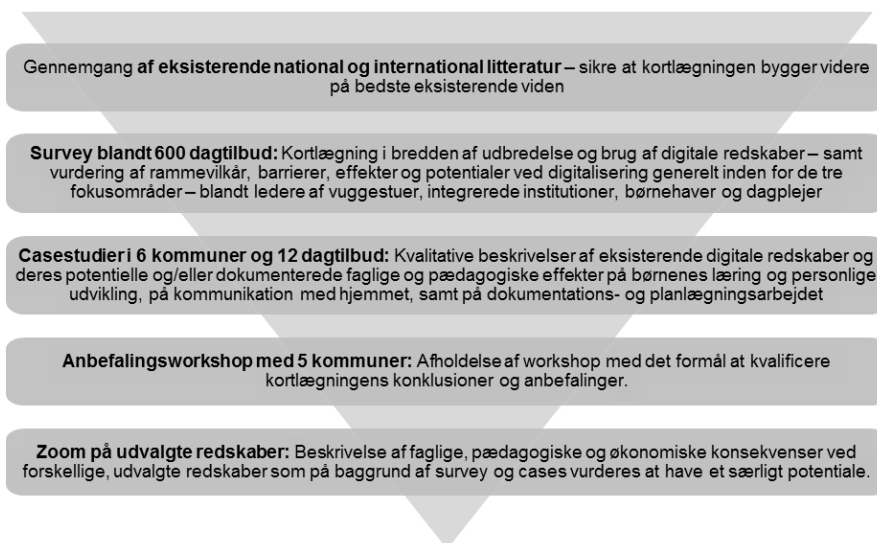 Gennemgang af eksisterende national og international litteratur – sikre at kortlægningen bygger videre
på bedste eksisterende viden
Survey blandt 600 dagtilbud: Kortlægning i bredden af udbredelse og brug af digitale redskaber – samt
vurdering af rammevilkår, barrierer, effekter og potentialer ved digitalisering generelt inden for de tre
fokusområder – blandt ledere af vuggestuer, integrerede institutioner, børnehaver og dagplejer
Casestudier i 6 kommuner og 12 dagtilbud: Kvalitative beskrivelser af eksisterende digitale redskaber og
deres potentielle og/eller dokumenterede faglige og pædagogiske effekter på børnenes læring og personlige
udvikling, på kommunikation med hjemmet, samt på dokumentations- og planlægningsarbejdet
Anbefalingsworkshop med 5 kommuner: Afholdelse af workshop med det formål at kvalificere
kortlægningens konklusioner og anbefalinger.
Zoom på udvalgte redskaber: Beskrivelse af faglige, pædagogiske og økonomiske konsekvenser ved
forskellige, udvalgte redskaber som på baggrund af survey og cases vurderes at have et særligt potentiale.